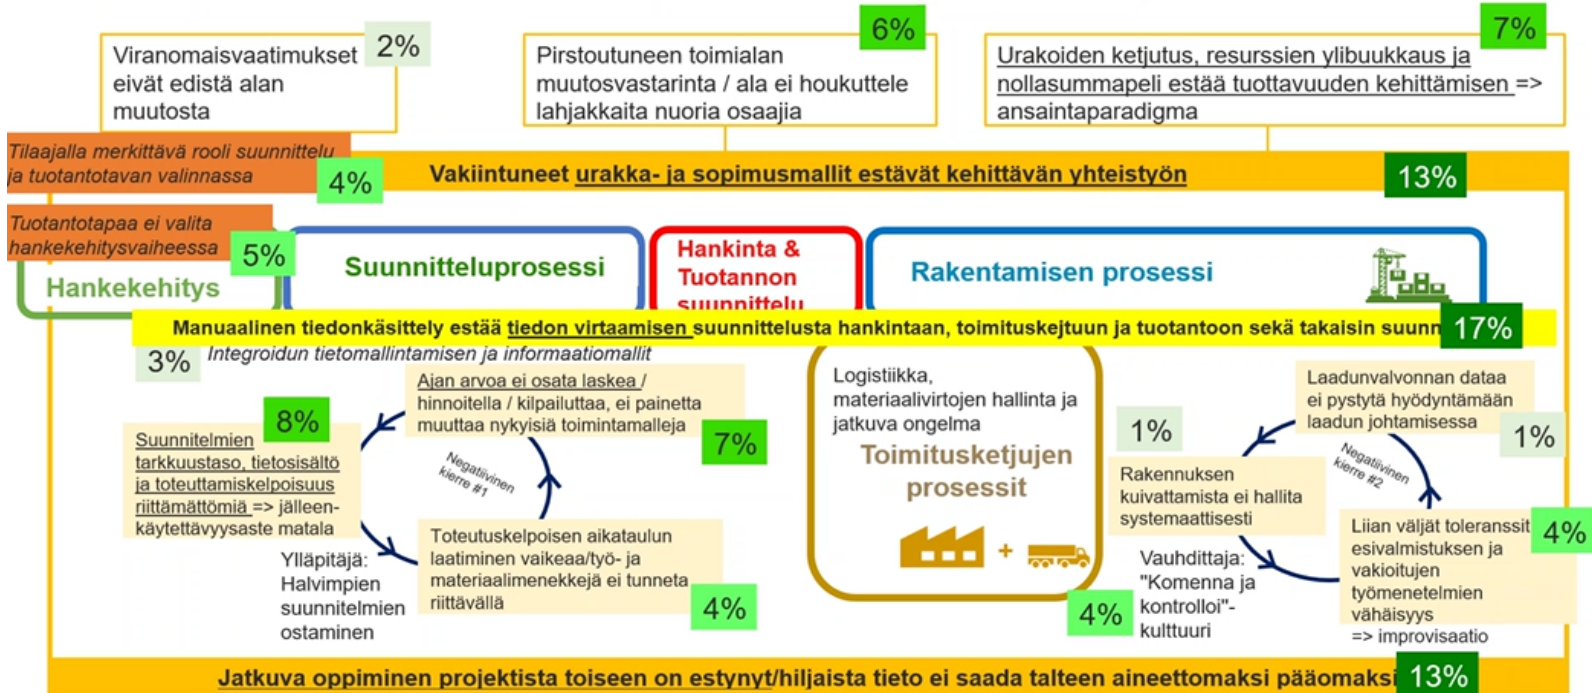 Viranomaisvaatimukset
eivät edistä alan
muutosta
2%
Pirstoutuneen toimialan
muutosvastarinta / ala ei houkuttele
lahjakkaita nuoria osaajia
6%
Urakoiden ketjutus, resurssien ylibuukkaus ja
nollasummapeli estää tuottavuuden kehittämisen =>
ansaintaparadigma
7%
Tilaajalla merkittävä rooli suunnittelu
ja tuotantotavan valinnassa
4%
Vakiintuneet urakka- ja sopimusmallit estävät kehittävän yhteistyön
13%
Tuotantotapaa ei valita
hankekehitysvaiheessa
5%
Hankekehitys
Suunnitteluprosessi
Hankinta &
Tuotannon
suunnittelu
Rakentamisen prosessi
Manuaalinen tiedonkäsittely estää tiedon virtaamisen suunnittelusta hankintaan, toimituskejtuun ja tuotantoon sekä takaisin suunn
17%
3%
Integroidun tietomallintamisen ja informaatiomallit
Ajan arvoa ei osata laskea /
hinnoitella / kilpailuttaa, ei painetta
muuttaa nykyisiä toimintamalleja
7%
8%
Suunnitelmien
tarkkuustaso, tietosisältö
ja toteuttamiskelpoisuus
riittämättömiä => jälleen-
käytettävyysaste matala
Negatiivinen
kierre #1
Toteutuskelpoisen aikataulun
laatiminen vaikeaa/työ- ja
materiaalimenekkejä ei tunneta
riittävällä
4%
Ylläpitäjä:
Halvimpien
suunnitelmien
ostaminen
Logistiikka,
materiaalivirtojen hallinta ja
jatkuva ongelma
Toimitusketjujen
prosessit
+
4%
Laadunvalvonnan dataa
ei pystytä hyödyntämään
laadun johtamisessa
1%
1%
Rakennuksen
kuivattamista ei hallita
systemaattisesti
Negatiivinen
kierre #2
Liian väljät toleranssit
esivalmistuksen ja
vakioitujen
työmenetelmien
vähäisyys
=> improvisaatio
4%
Vauhdittaja:
"Komenna ja
kontrolloi"-
kulttuuri
Jatkuva oppiminen projektista toiseen on estynyt/hiljaista tieto ei saada talteen aineettomaksi pääomaksi
13%